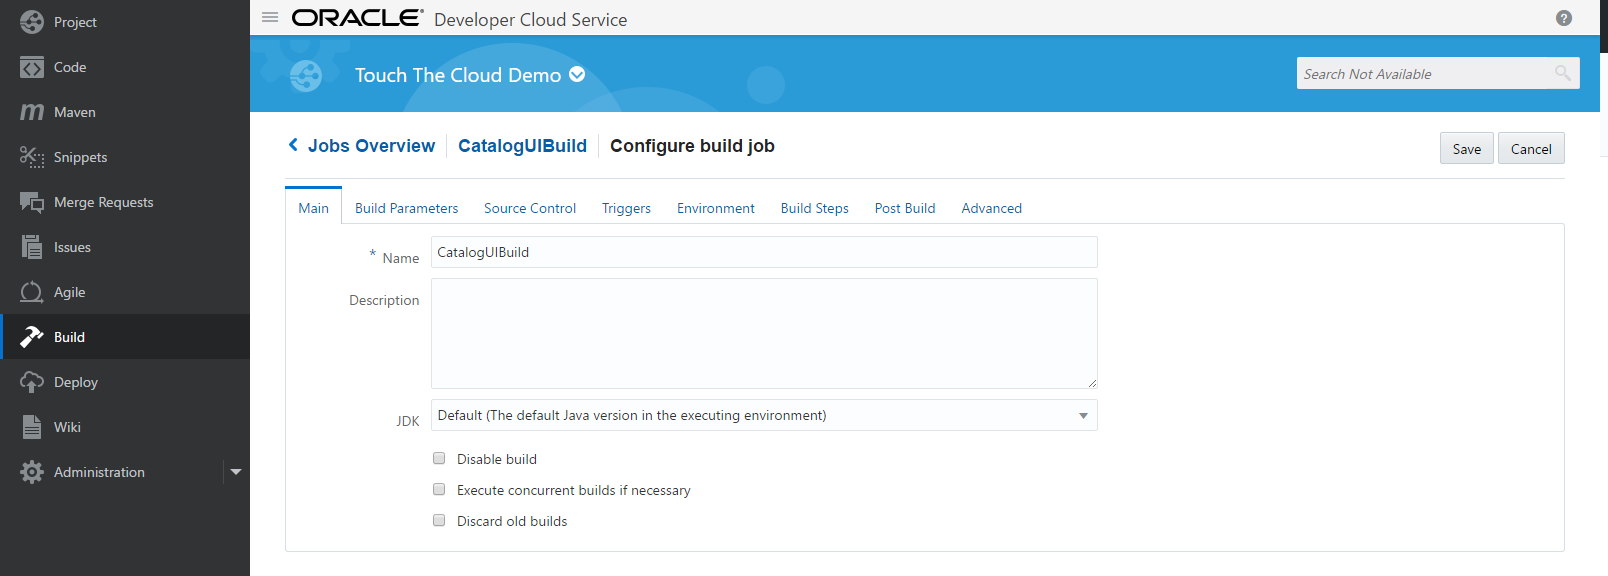 Project
Code
Maven
Snippets
Merge Requests
Issues
Agile
Build
Deploy
Wiki
Administration
ORACLE® Developer Cloud Service
?
Touch The Cloud Demo
Search Not Available
Jobs Overview CatalogUIBuild Configure build job
Save Cancel
Main Build Parameters Source Control Triggers Environment Build Steps Post Build Advanced
* Name CatalogUIBuild
Description
JDK Default (The default Java version in the executing environment)
Disable build
Execute concurrent builds if necessary
Discard old builds